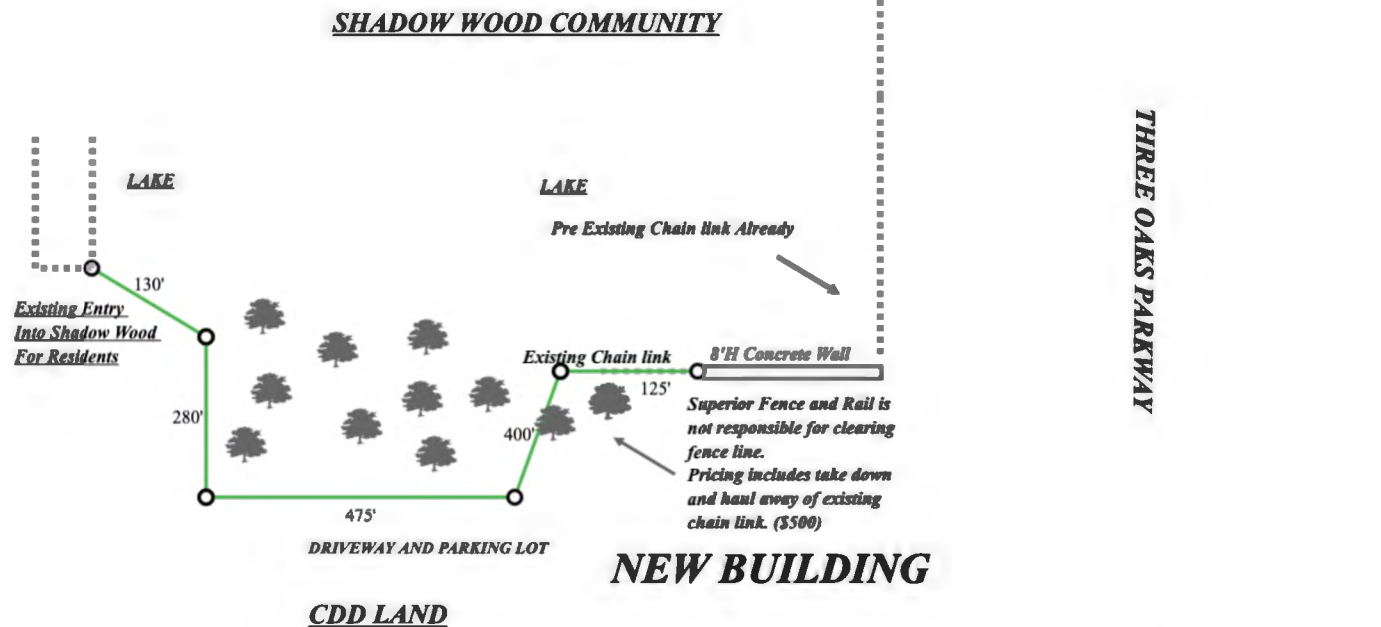 SHADOW WOOD COMMUNITY
THREE OAKS PARKWAY
LAKE
LAKE
Pre Existing Chain link Already
130'
Existing Entry
Into Shadow Wood
For Residents
Existing Chain link
8'H Concrete Wall
125'
280'
400'
Superior Fence and Rail is
not responsible for clearing
fence line.
Pricing includes take down
and haul away of existing
chain link. ($500)
475'
DRIVEWAY AND PARKING LOT
NEW BUILDING
CDD LAND